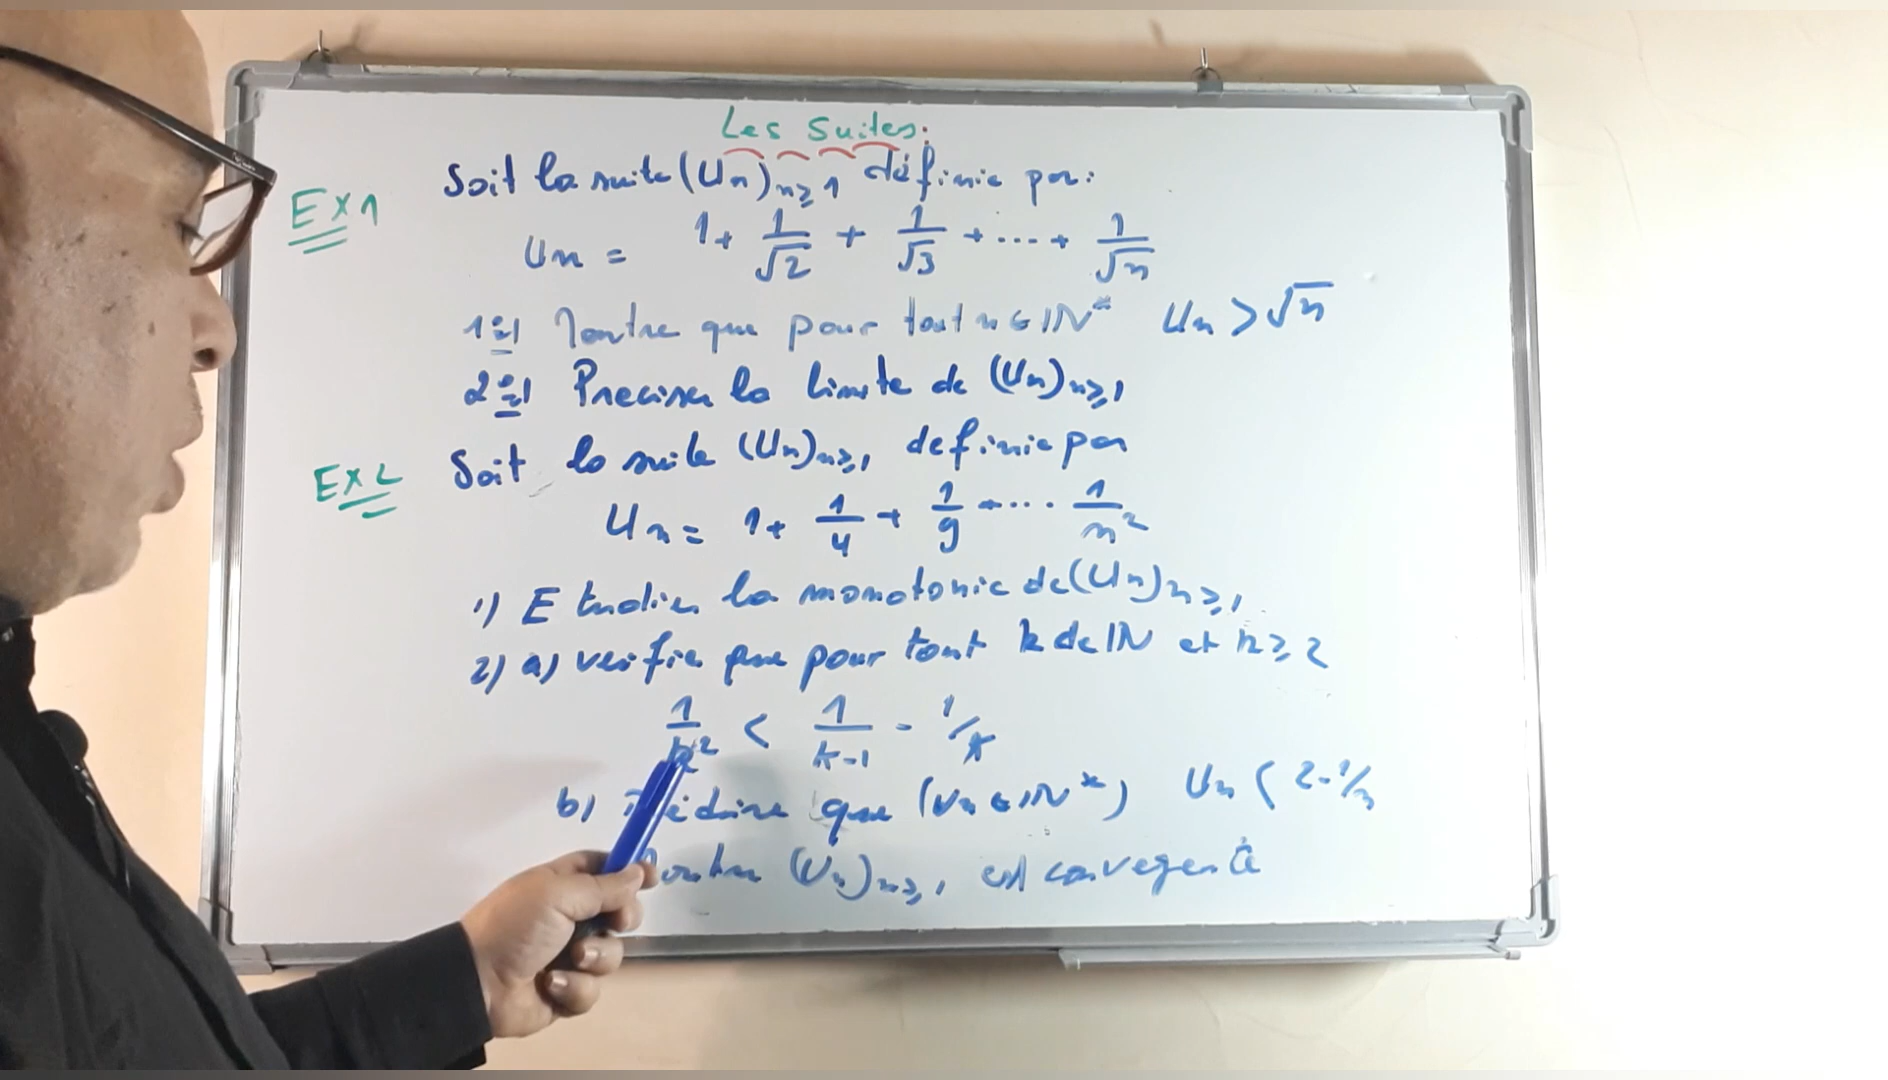 Les Suites.
Ex1 Soit la suite (Un)n≥1 définie par:
Un = 1 + 1/√2 + 1/√3 + .... + 1/√n
1°/ Montre que pour tout n ∈ IN* Un > √n
2°/ Preciser la limite de (Un)n≥1
Ex2 Soit la suite (Un)n≥1 definie par
Un = 1 + 1/4 + 1/9 + .... 1/n²
1) Etudier la monotonie de (Un)n≥1
2) a) verifie que pour tout k de IN et k ≥ 2
1/k² < 1/k-1 - 1/k
b) que (∀n ∈ IN*) Un < 2 - 1/n
(Un)n≥1 est convegente